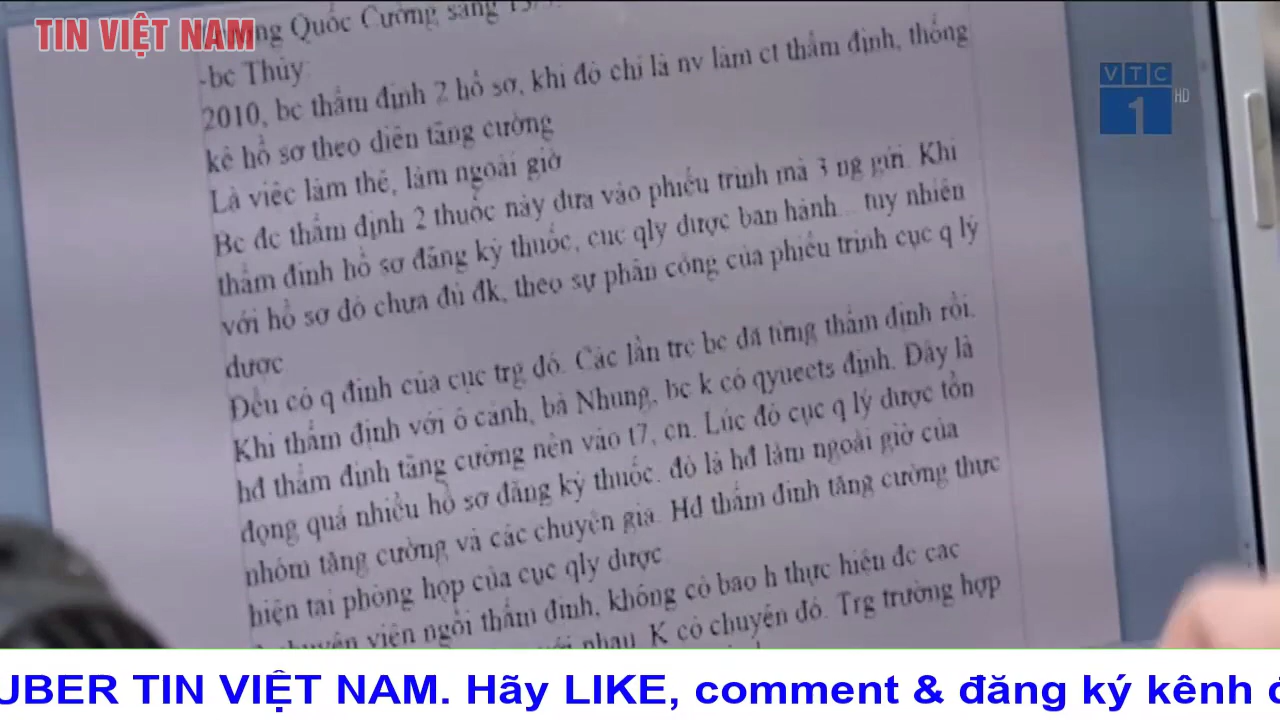 TIN VIỆT NAM
Quốc Cường sáng
-bc Thủy
2010, bc thẩm định 2 hồ sơ, khi đó chỉ là nv làm ct thẩm định, thống
kê hồ sơ theo diện tăng cường
Là việc làm thê, làm ngoài giờ
Bc đc thẩm định 2 thuốc này dựa vào phiếu trình mà 3 ng gửi. Khi
thẩm định hồ sơ đăng ký thuốc, cục qlý dược ban hành... tuy nhiên
với hồ sơ đó chưa đủ đk, theo sự phân công của phiếu trình cục q lý
dược
Đều có q định của cục trg đó. Các lần trc bc đã từng thẩm định rồi.
Khi thẩm định với ô cảnh, bà Nhung, bc k có qyueets định. Đây là
hđ thẩm định tăng cường nên vào t7, cn. Lúc đó cục q lý dược tồn
đọng quá nhiều hồ sơ đăng ký thuốc. đó là hđ làm ngoài giờ của
nhóm tăng cường và các chuyên gia. Hđ thẩm định tăng cường thực
hiện tại phòng họp của cục qlý dược
chuyên viên ngồi thẩm định, không có bao h thực hiện đc các
với nhau. K có chuyện đó. Trg trường hợp
VTC
1
HD
UBER TIN VIỆT NAM. Hãy LIKE, comment & đăng ký kênh